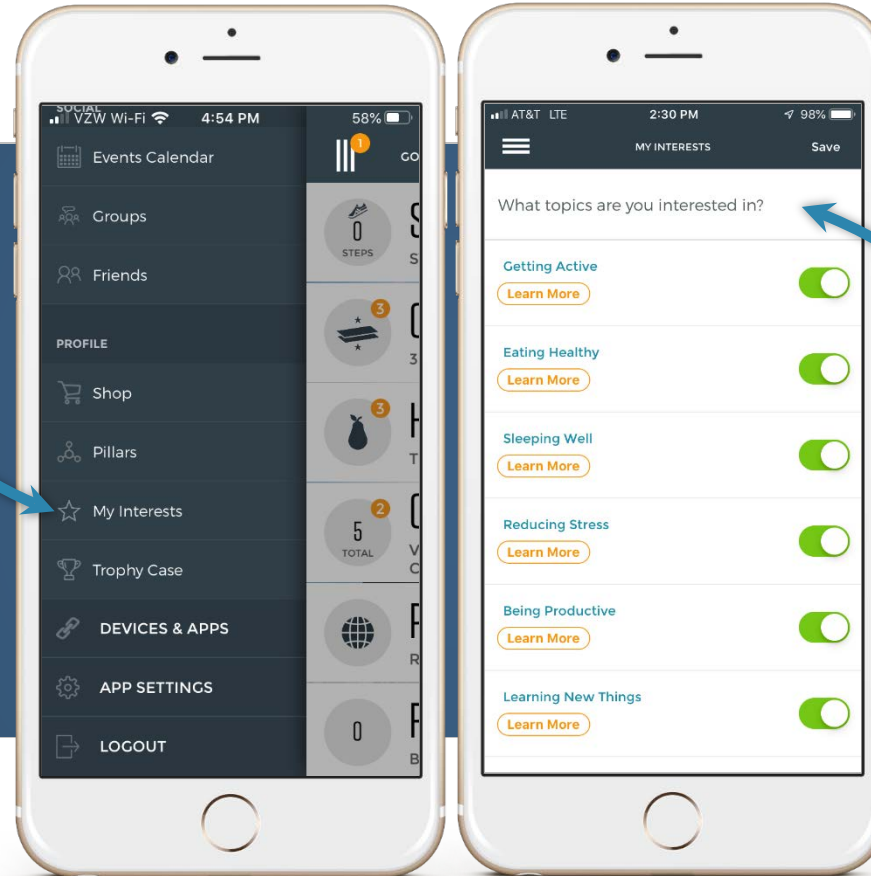 SOCIAL
VZW Wi-Fi 4:54 PM 58%
1
GO
Events Calendar
Groups
Friends
PROFILE
Shop
Pillars
My Interests
Trophy Case
DEVICES & APPS
APP SETTINGS
LOGOUT
0
STEPS
S
S
3
3
3
H
T
2
5
TOTAL
V
C
R
0
B
AT&T LTE 2:30 PM 98%
MY INTERESTS Save
What topics are you interested in?
Getting Active
Learn More
Eating Healthy
Learn More
Sleeping Well
Learn More
Reducing Stress
Learn More
Being Productive
Learn More
Learning New Things
Learn More